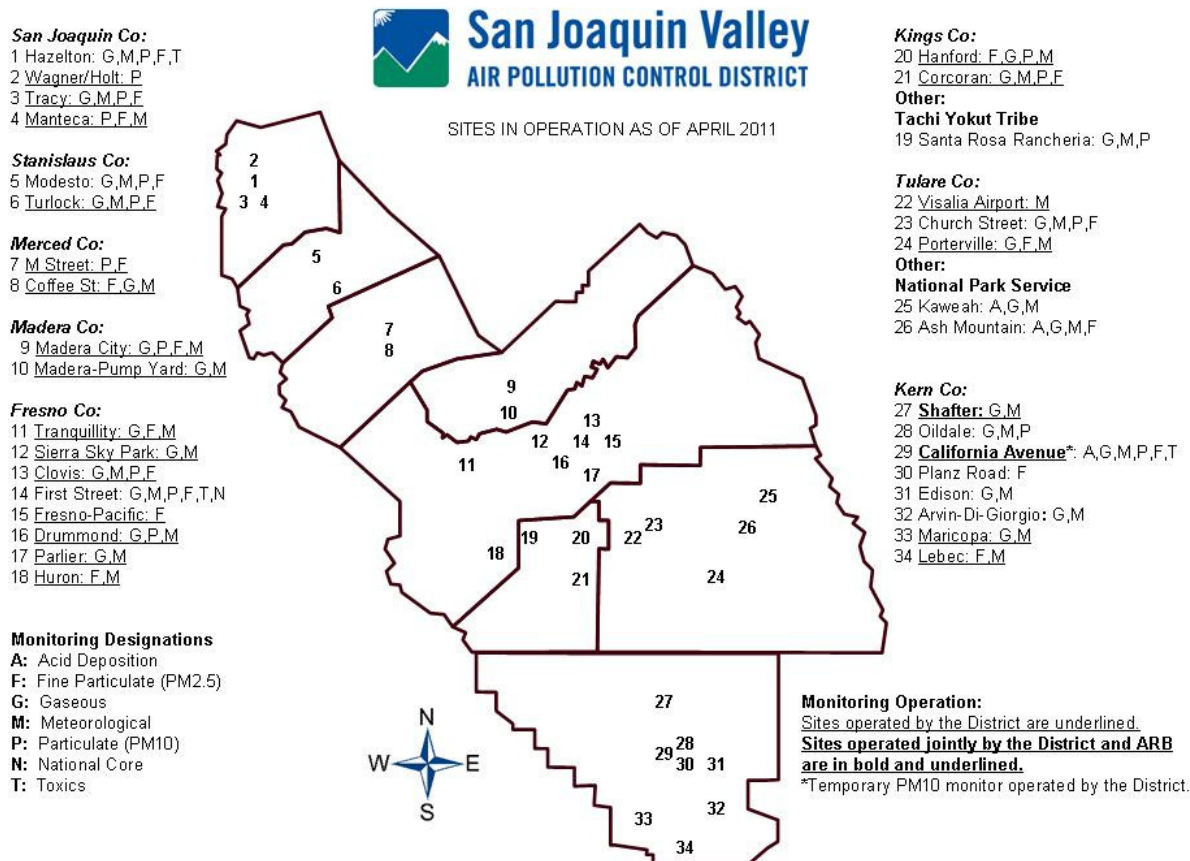 San Joaquin Valley
AIR POLLUTION CONTROL DISTRICT
SITES IN OPERATION AS OF APRIL 2011
San Joaquin Co:
1 Hazelton: G,M,P,F,T
2 Wagner/Holt: P
3 Tracy: G,M,P,F
4 Manteca: P,F,M
Stanislaus Co:
5 Modesto: G,M,P,F
6 Turlock: G,M,P,F
Merced Co:
7 M Street: P,F
8 Coffee St: F,G,M
Madera Co:
9 Madera City: G,P,F,M
10 Madera-Pump Yard: G,M
Fresno Co:
11 Tranquillity: G,F,M
12 Sierra Sky Park: G,M
13 Clovis: G,M,P,F
14 First Street: G,M,P,F,T,N
15 Fresno-Pacific: F
16 Drummond: G,P,M
17 Parlier: G,M
18 Huron: F,M
Monitoring Designations
A: Acid Deposition
F: Fine Particulate (PM2.5)
G: Gaseous
M: Meteorological
P: Particulate (PM10)
N: National Core
T: Toxics
2
1
3 4
5
6
7
8
9
10
13
12 14 15
11 16
17
25
19 20 22 23 26
18
21 24
27
28
29
30 31
32
33
34
N
W E
S
Kings Co:
20 Hanford: F,G,P,M
21 Corcoran: G,M,P,F
Other:
Tachi Yokut Tribe
19 Santa Rosa Rancheria: G,M,P
Tulare Co:
22 Visalia Airport: M
23 Church Street: G,M,P,F
24 Porterville: G,F,M
Other:
National Park Service
25 Kaweah: A,G,M
26 Ash Mountain: A,G,M,F
Kern Co:
27 Shafter: G,M
28 Oildale: G,M,P
29 California Avenue*: A,G,M,P,F,T
30 Planz Road: F
31 Edison: G,M
32 Arvin-Di-Giorgio: G,M
33 Maricopa: G,M
34 Lebec: F,M
Monitoring Operation:
Sites operated by the District are underlined.
Sites operated jointly by the District and ARB
are in bold and underlined.
*Temporary PM10 monitor operated by the District.